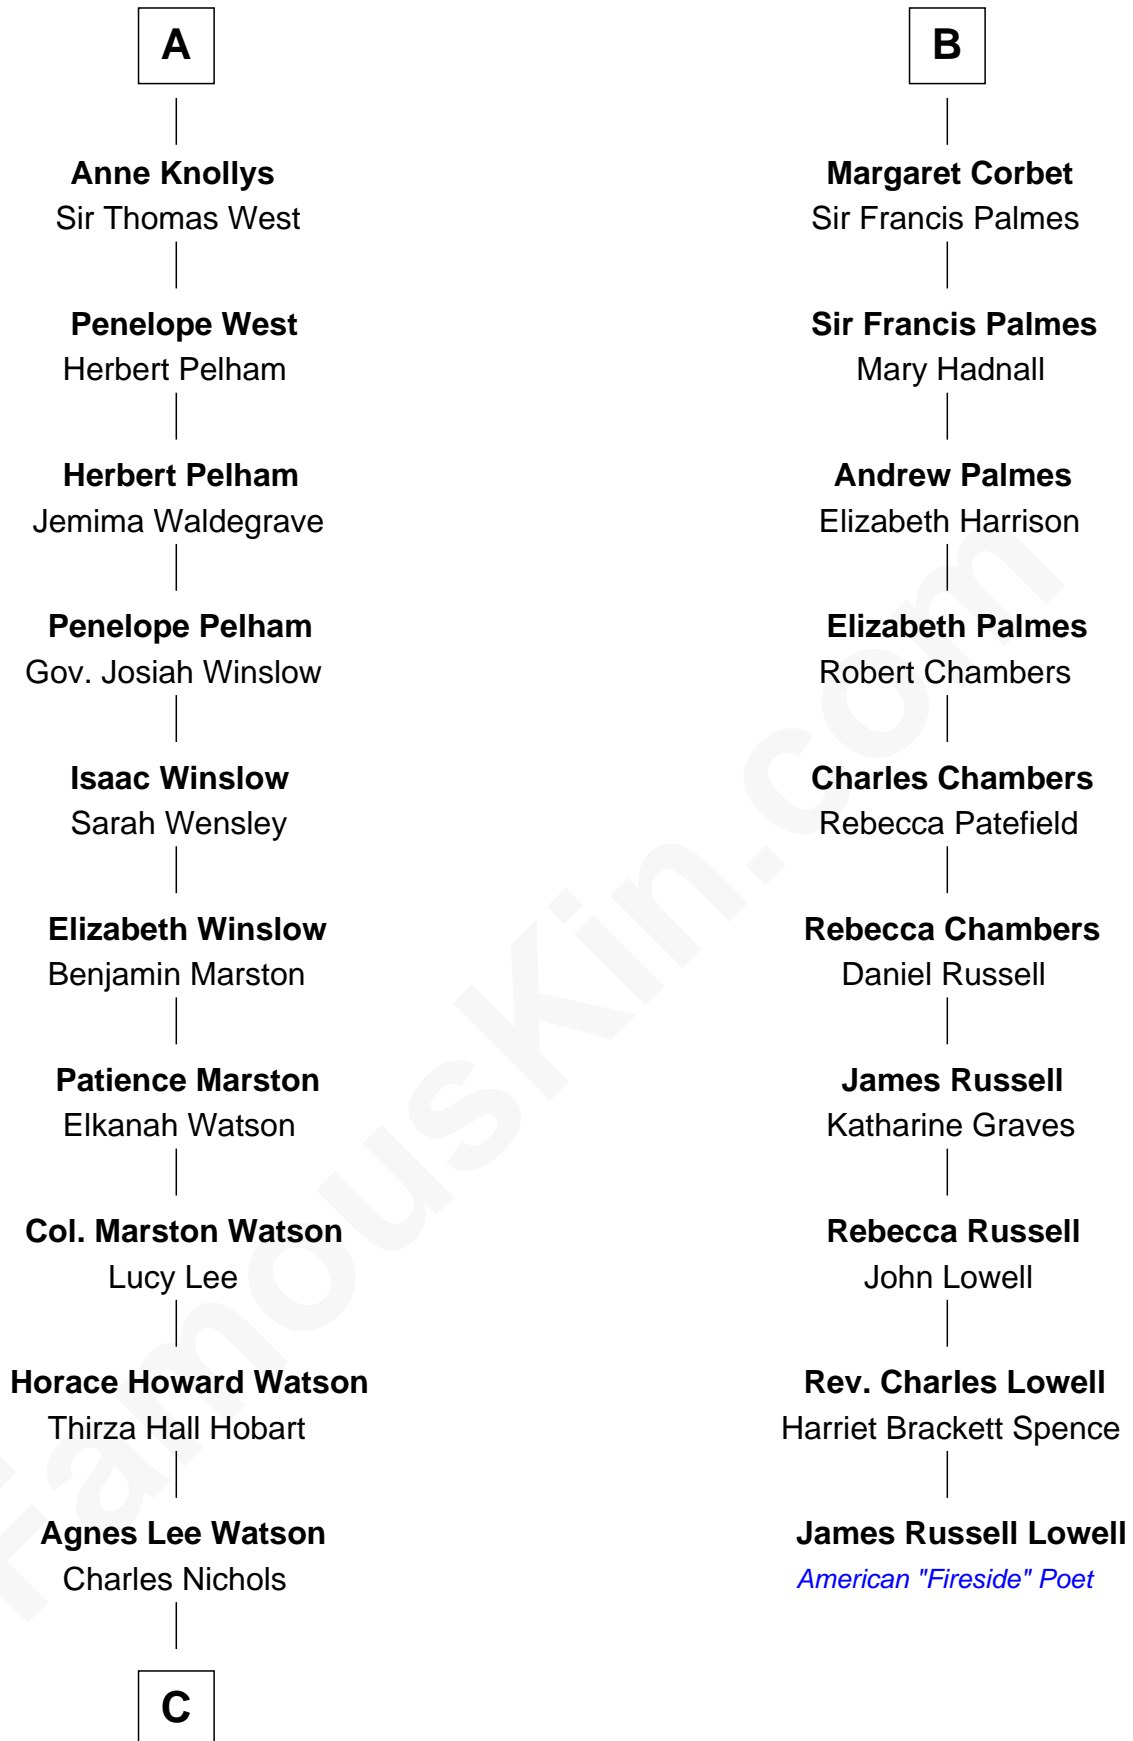 A
Anne Knollys
Sir Thomas West
Penelope West
Herbert Pelham
Herbert Pelham
Jemima Waldegrave
Penelope Pelham
Gov. Josiah Winslow
Isaac Winslow
Sarah Wensley
Elizabeth Winslow
Benjamin Marston
Patience Marston
Elkanah Watson
Col. Marston Watson
Lucy Lee
Horace Howard Watson
Thirza Hall Hobart
Agnes Lee Watson
Charles Nichols
C
B
Margaret Corbet
Sir Francis Palmes
Sir Francis Palmes
Mary Hadnall
Andrew Palmes
Elizabeth Harrison
Elizabeth Palmes
Robert Chambers
Charles Chambers
Rebecca Patefield
Rebecca Chambers
Daniel Russell
James Russell
Katharine Graves
Rebecca Russell
John Lowell
Rev. Charles Lowell
Harriet Brackett Spence
James Russell Lowell
American "Fireside" Poet
FamousKin.com